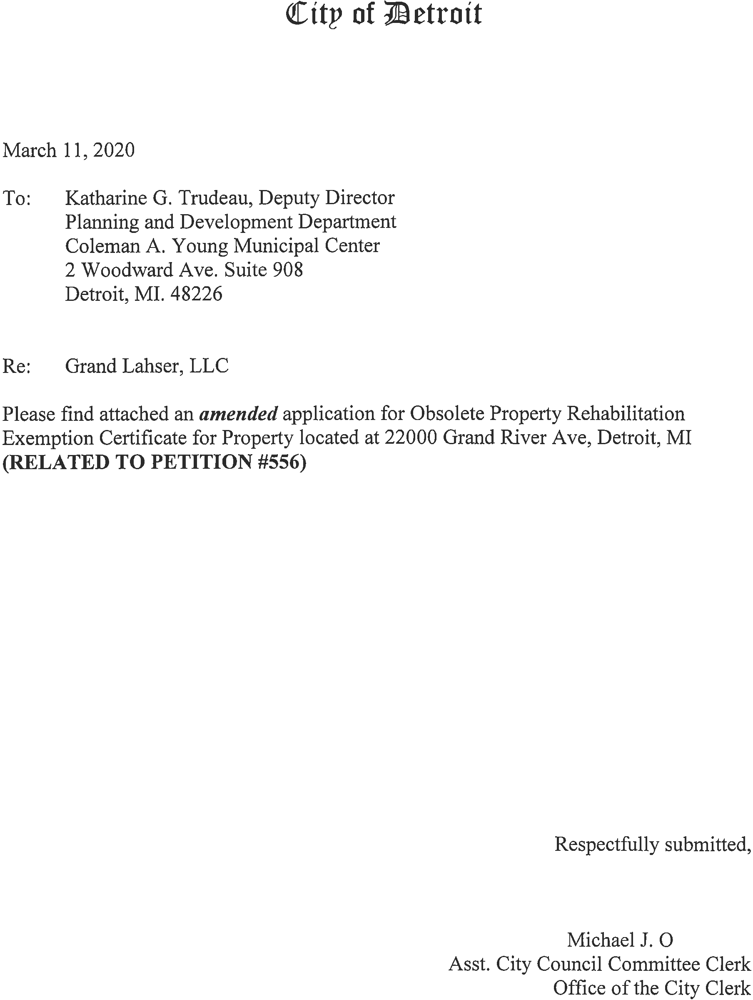 City of Detroit
March 11, 2020
To: Katharine G. Trudeau, Deputy Director
Planning and Development Department
Coleman A. Young Municipal Center
2 Woodward Ave. Suite 908
Detroit, MI. 48226
Re: Grand Lahser, LLC
Please find attached an amended application for Obsolete Property Rehabilitation
Exemption Certificate for Property located at 22000 Grand River Ave, Detroit, MI
(RELATED TO PETITION #556)
Respectfully submitted,
Michael J. O
Asst. City Council Committee Clerk
Office of the City Clerk